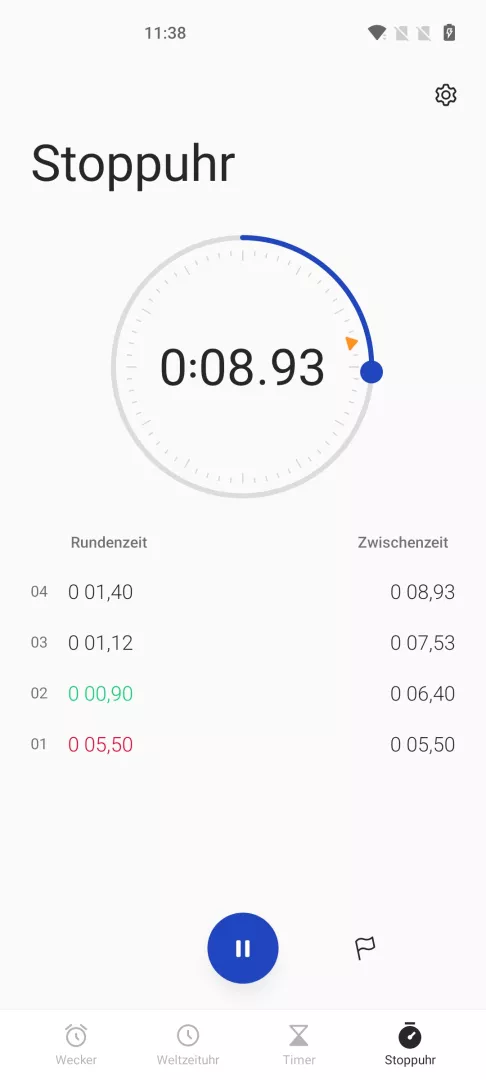 11:38
Stoppuhr
0:08.93
Rundenzeit Zwischenzeit
04 0 01,40 0 08,93
03 0 01,12 0 07,53
02 0 00,90 0 06,40
01 0 05,50 0 05,50
Wecker Weltzeituhr Timer Stoppuhr